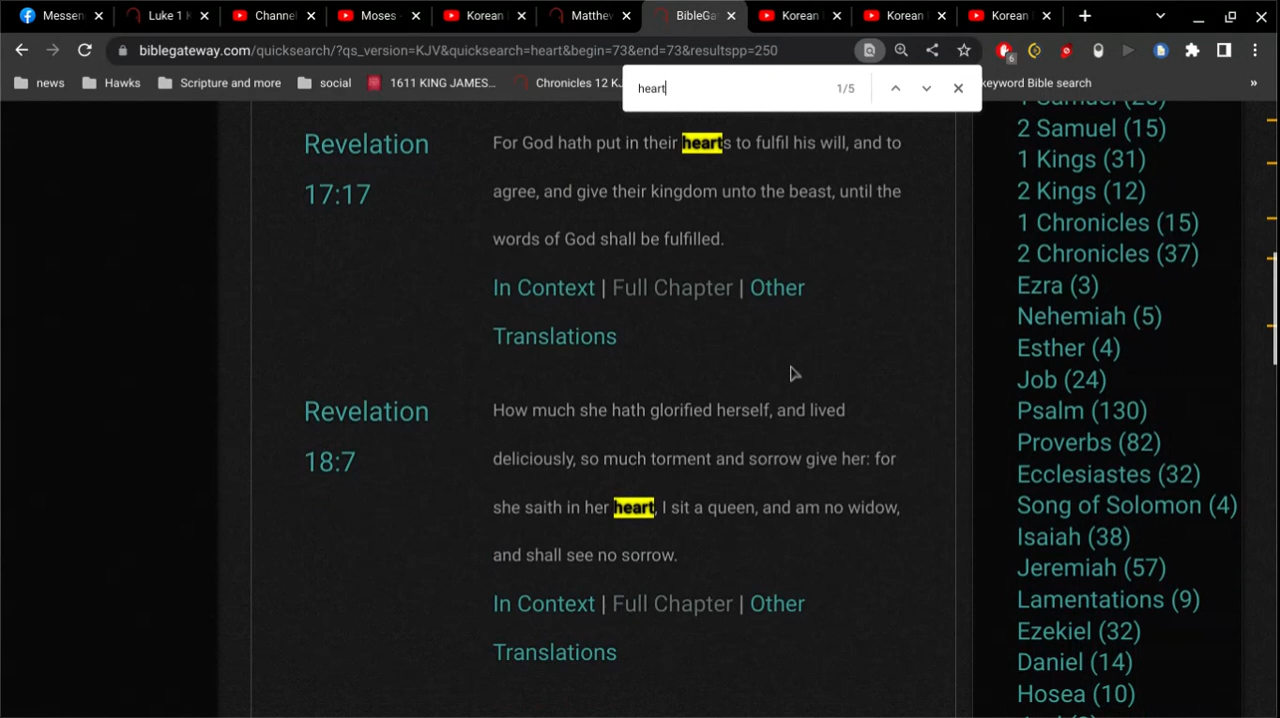 Messen
Luke 1 K
Channe
Moses -
Korean
Matthew
BibleGa
Korean
Korean
Korean
biblegateway.com/quicksearch/?qs_version=KJV&quicksearch=heart&begin=73&end=73&resultspp=250
6
news
Hawks
Scripture and more
social
1611 KING JAMES...
Chronicles 12 KJ
keyword Bible search
»
heart
1/5
Revelation
17:17
For God hath put in their hearts to fulfil his will, and to
agree, and give their kingdom unto the beast, until the
words of God shall be fulfilled.
In Context | Full Chapter | Other
Translations
Revelation
18:7
How much she hath glorified herself, and lived
deliciously, so much torment and sorrow give her: for
she saith in her heart, I sit a queen, and am no widow,
and shall see no sorrow.
In Context | Full Chapter | Other
Translations
2 Samuel (15)
1 Kings (31)
2 Kings (12)
1 Chronicles (15)
2 Chronicles (37)
Ezra (3)
Nehemiah (5)
Esther (4)
Job (24)
Psalm (130)
Proverbs (82)
Ecclesiastes (32)
Song of Solomon (4)
Isaiah (38)
Jeremiah (57)
Lamentations (9)
Ezekiel (32)
Daniel (14)
Hosea (10)